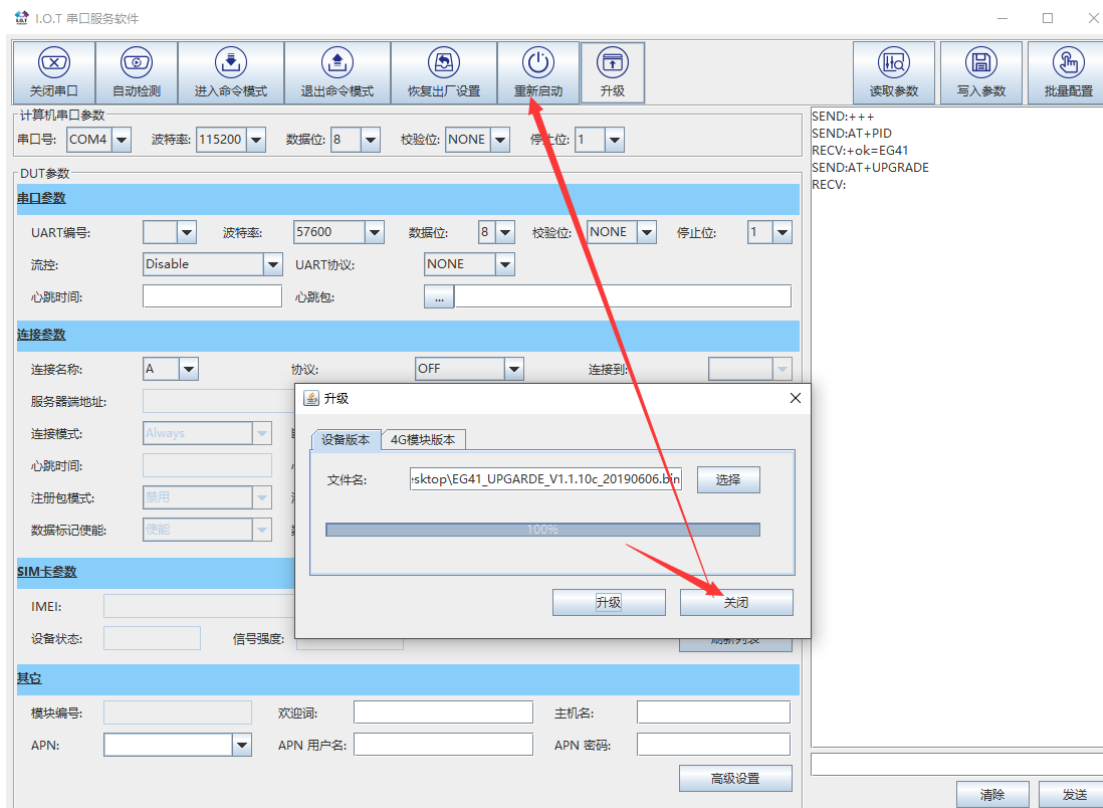 I.O.T 串口服务软件
关闭串口 自动检测 进入命令模式 退出命令模式 恢复出厂设置 重新启动 升级 读取参数 写入参数 批量配置
计算机串口参数
串口号: COM4 波特率: 115200 数据位: 8 校验位: NONE 停止位: 1
DUT参数
串口参数
UART编号: 波特率: 57600 数据位: 8 校验位: NONE 停止位: 1
流控: Disable UART协议: NONE
心跳时间: 心跳包: ...
连接参数
连接名称: A 协议: OFF 连接到:
服务器端地址:
连接模式: Always
心跳时间:
注册包模式: 禁用
数据标记使能: 使能
SIM卡参数
IMEI:
设备状态: 信号强度: 刷新列表
其它
模块编号: 欢迎词: 主机名:
APN: APN 用户名: APN 密码:
高级设置
升级
设备版本 4G模块版本
文件名: sktop\EG41_UPGARDE_V1.1.10c_20190606.bin 选择
100%
升级 关闭
SEND:+++
SEND:AT+PID
RECV:+ok=EG41
SEND:AT+UPGRADE
RECV:
清除 发送